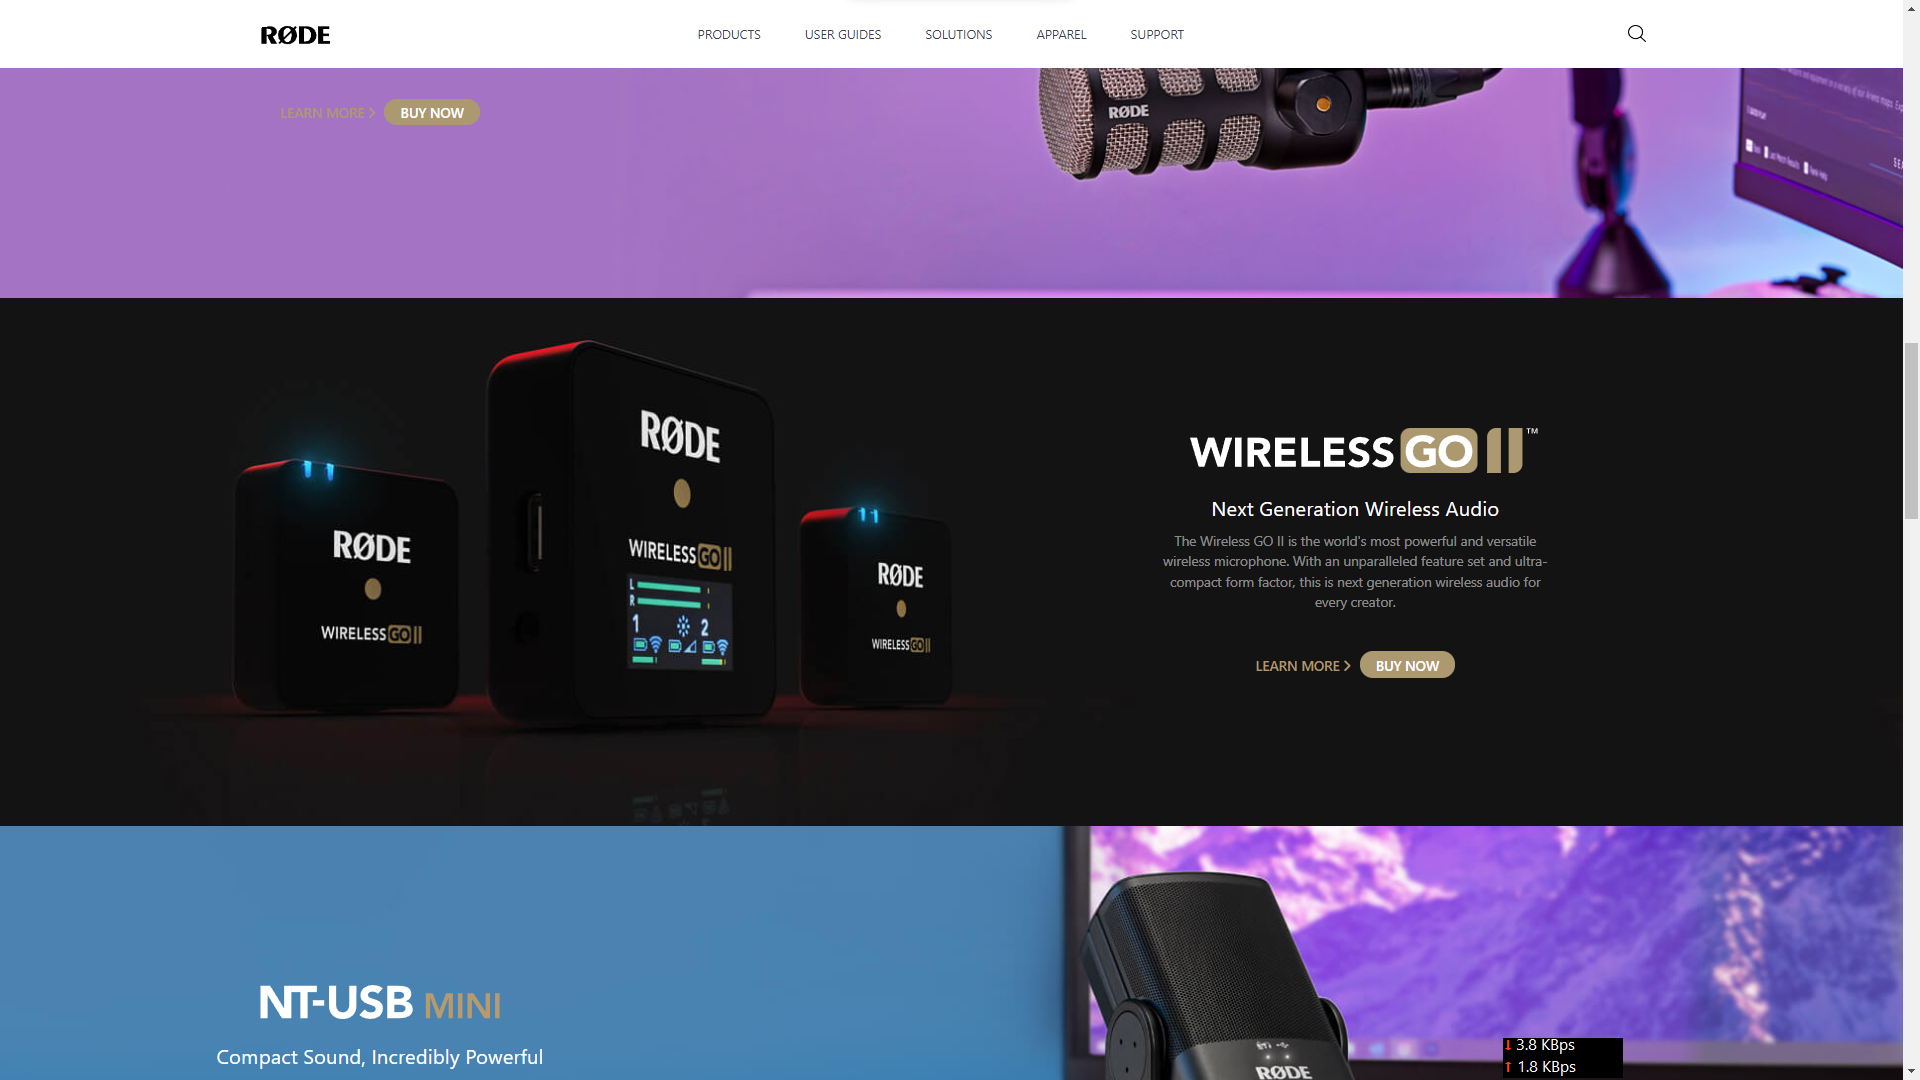 RØDE
PRODUCTS USER GUIDES SOLUTIONS APPAREL SUPPORT
LEARN MORE > BUY NOW
RØDE
RØDE
WIRELESS GO II
L
R
1 2
RØDE
WIRELESS GO II
RØDE
WIRELESS GO II
WIRELESS GO II™
Next Generation Wireless Audio
The Wireless GO II is the world's most powerful and versatile
wireless microphone. With an unparalleled feature set and ultra-
compact form factor, this is next generation wireless audio for
every creator.
LEARN MORE > BUY NOW
NT-USB MINI
Compact Sound, Incredibly Powerful
RØDE
↓ 3.8 KBps
↑ 1.8 KBps